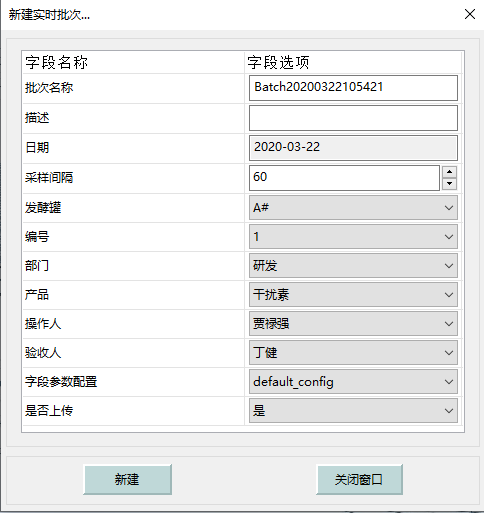 新建实时批次...
字段名称 字段选项
批次名称 Batch20200322105421
描述
日期 2020-03-22
采样间隔 60
发酵罐 A#
编号 1
部门 研发
产品 干扰素
操作人 贾禄强
验收人 丁健
字段参数配置 default_config
是否上传 是
新建 关闭窗口